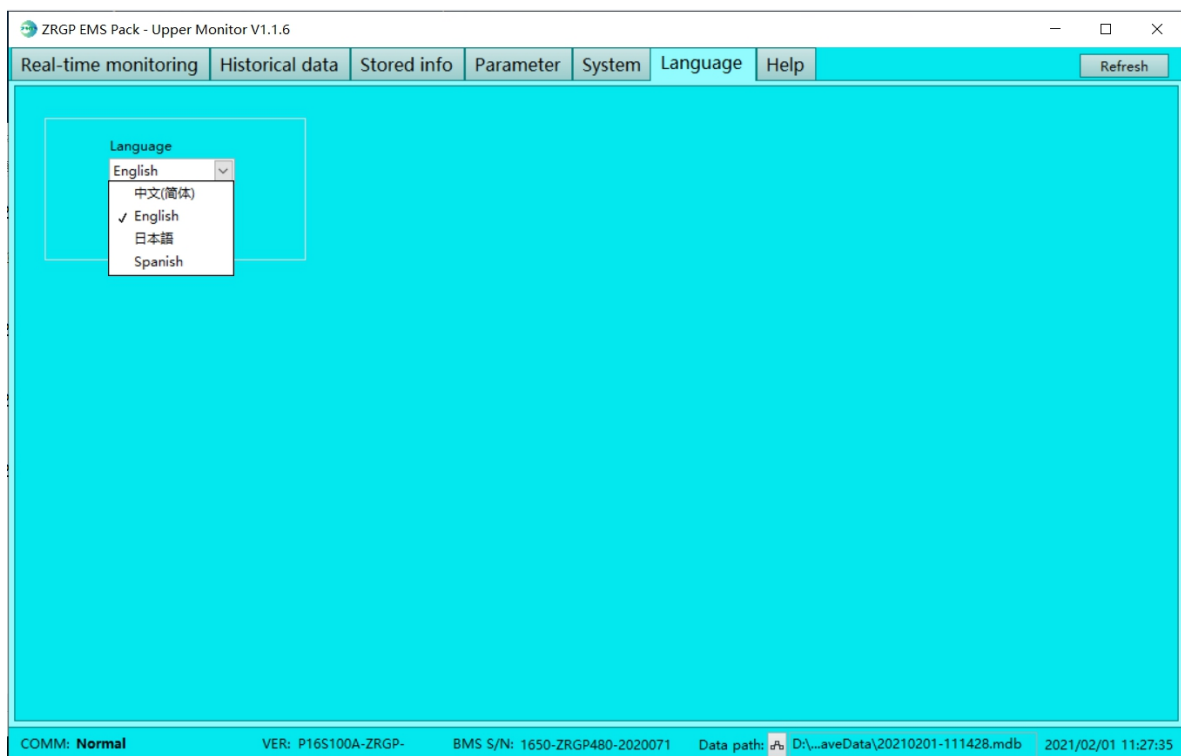 ZRGP EMS Pack - Upper Monitor V1.1.6
Real-time monitoring Historical data Stored info Parameter System Language Help Refresh
Language
English
中文(简体)
✓ English
日本語
Spanish
COMM: Normal VER: P16S100A-ZRGP- BMS S/N: 1650-ZRGP480-2020071 Data path: D:\...aveData\20210201-111428.mdb 2021/02/01 11:27:35